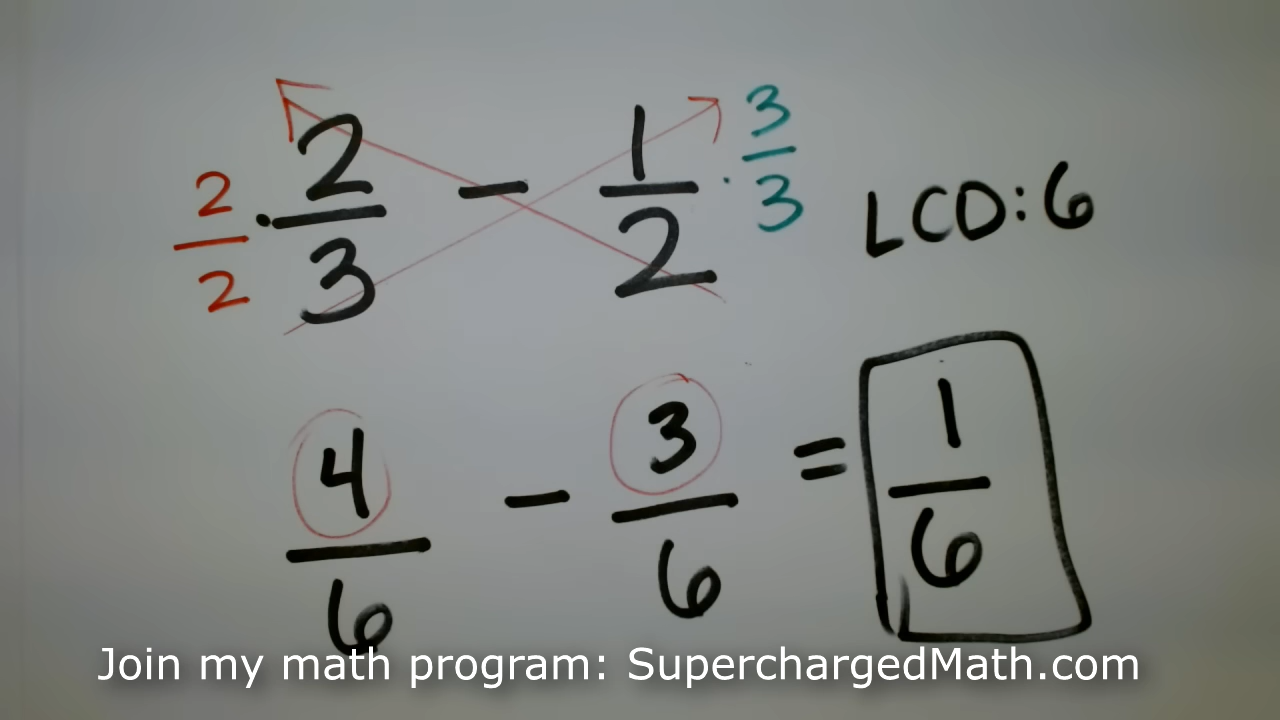 2/2 · 2/3 - 1/2 · 3/3 LCD: 6
4/6 - 3/6 = 1/6
Join my math program: SuperchargedMath.com